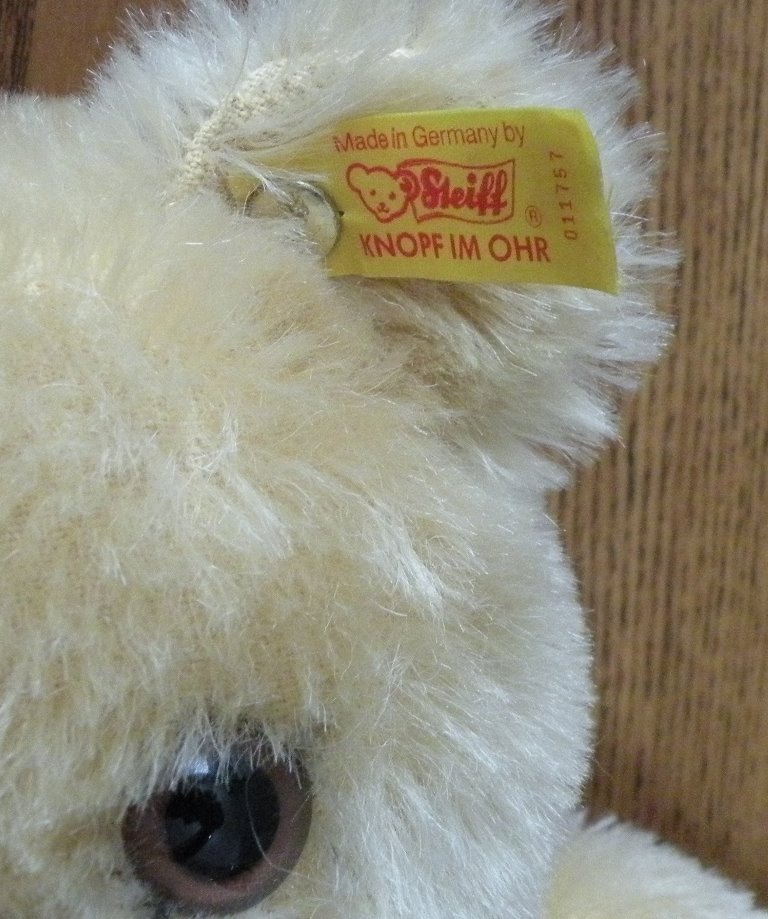 Made in Germany by
Steiff ®
KNOPF IM OHR
011757